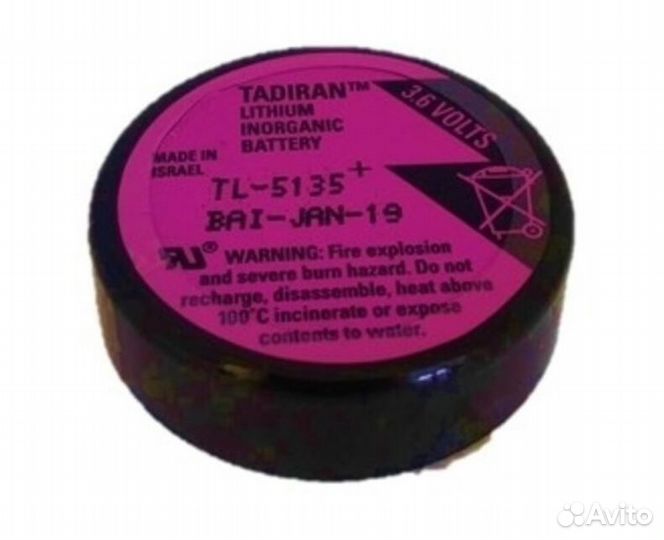 TADIRAN™
LITHIUM
INORGANIC
BATTERY
3.6 VOLTS
MADE IN
ISRAEL
TL-5135 +
BAI-JAN-19
RU® WARNING: Fire explosion
and severe burn hazard. Do not
recharge, disassemble, heat above
100°C incinerate or expose
contents to water.
Avito